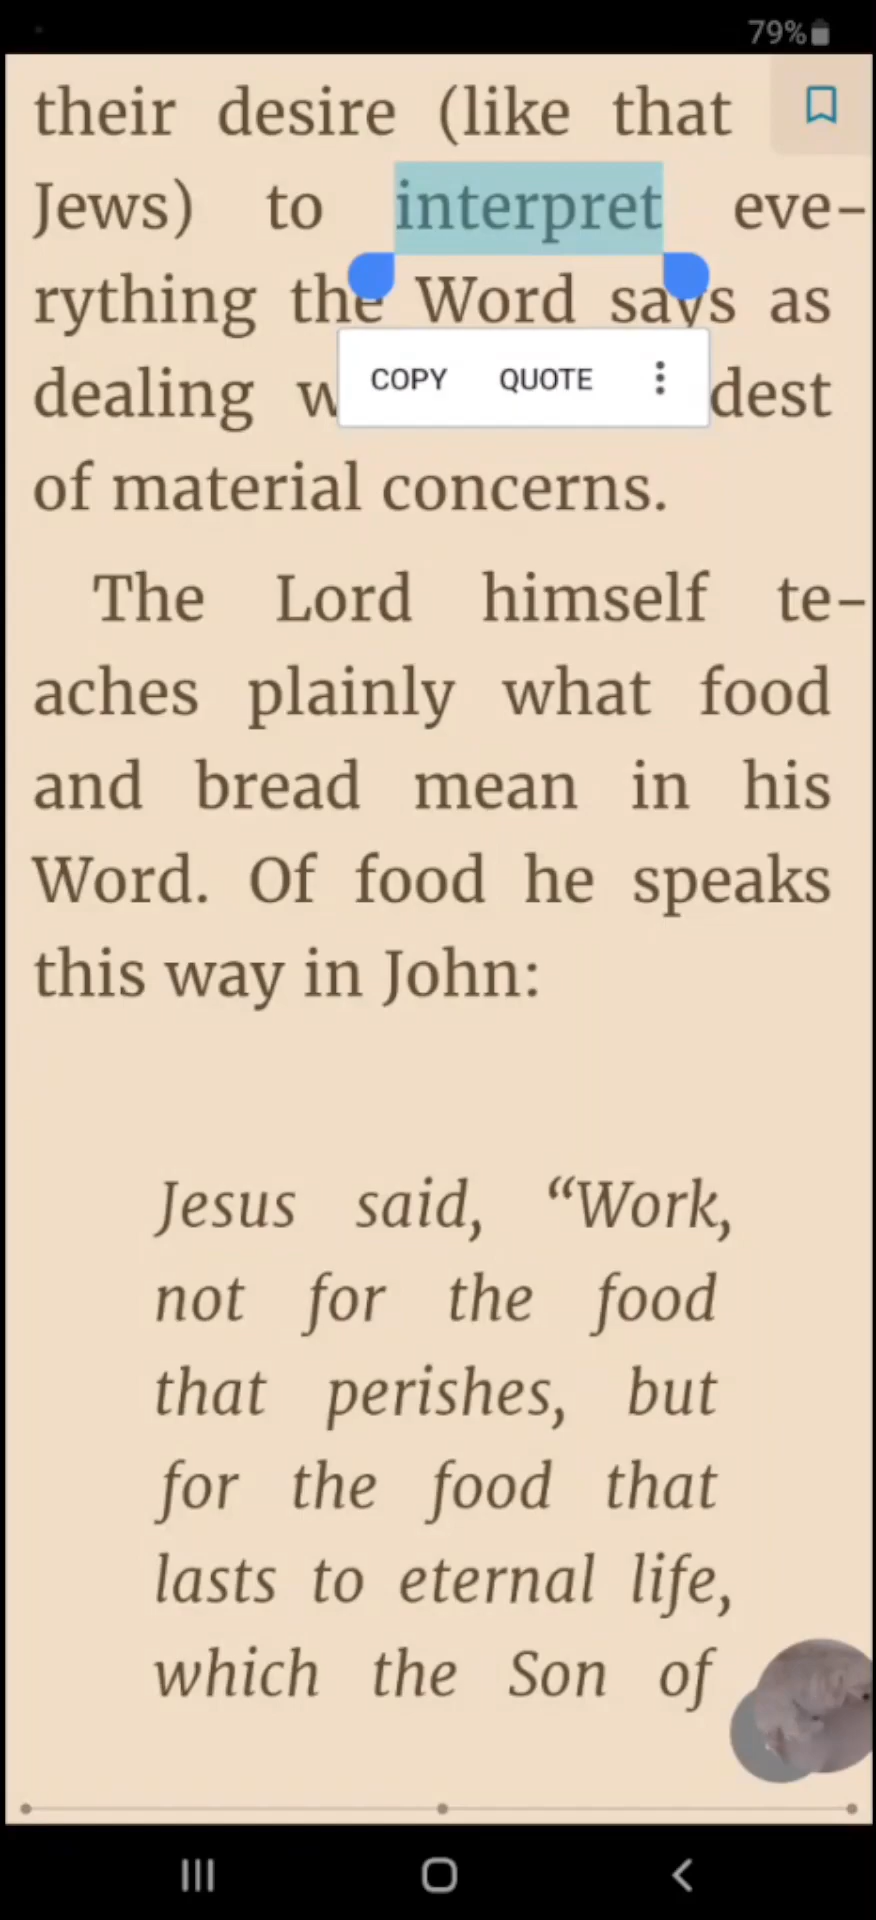 79%
their desire (like that
Jews) to interpret eve-
rything the Word says as
dealing w dest
COPY QUOTE
of material concerns.
The Lord himself te-
aches plainly what food
and bread mean in his
Word. Of food he speaks
this way in John:
Jesus said, “Work,
not for the food
that perishes, but
for the food that
lasts to eternal life,
which the Son of